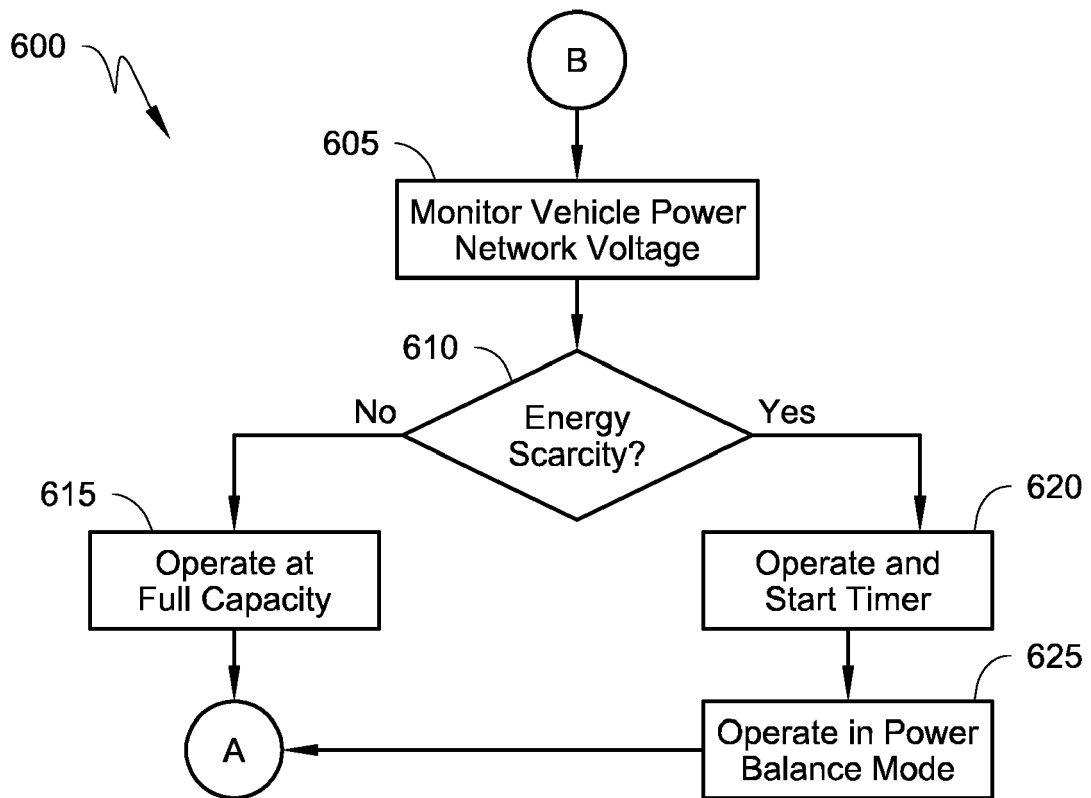 600
B
605
Monitor Vehicle Power
Network Voltage
610
No
Energy
Scarcity?
Yes
615
Operate at
Full Capacity
620
Operate and
Start Timer
625
A
Operate in Power
Balance Mode